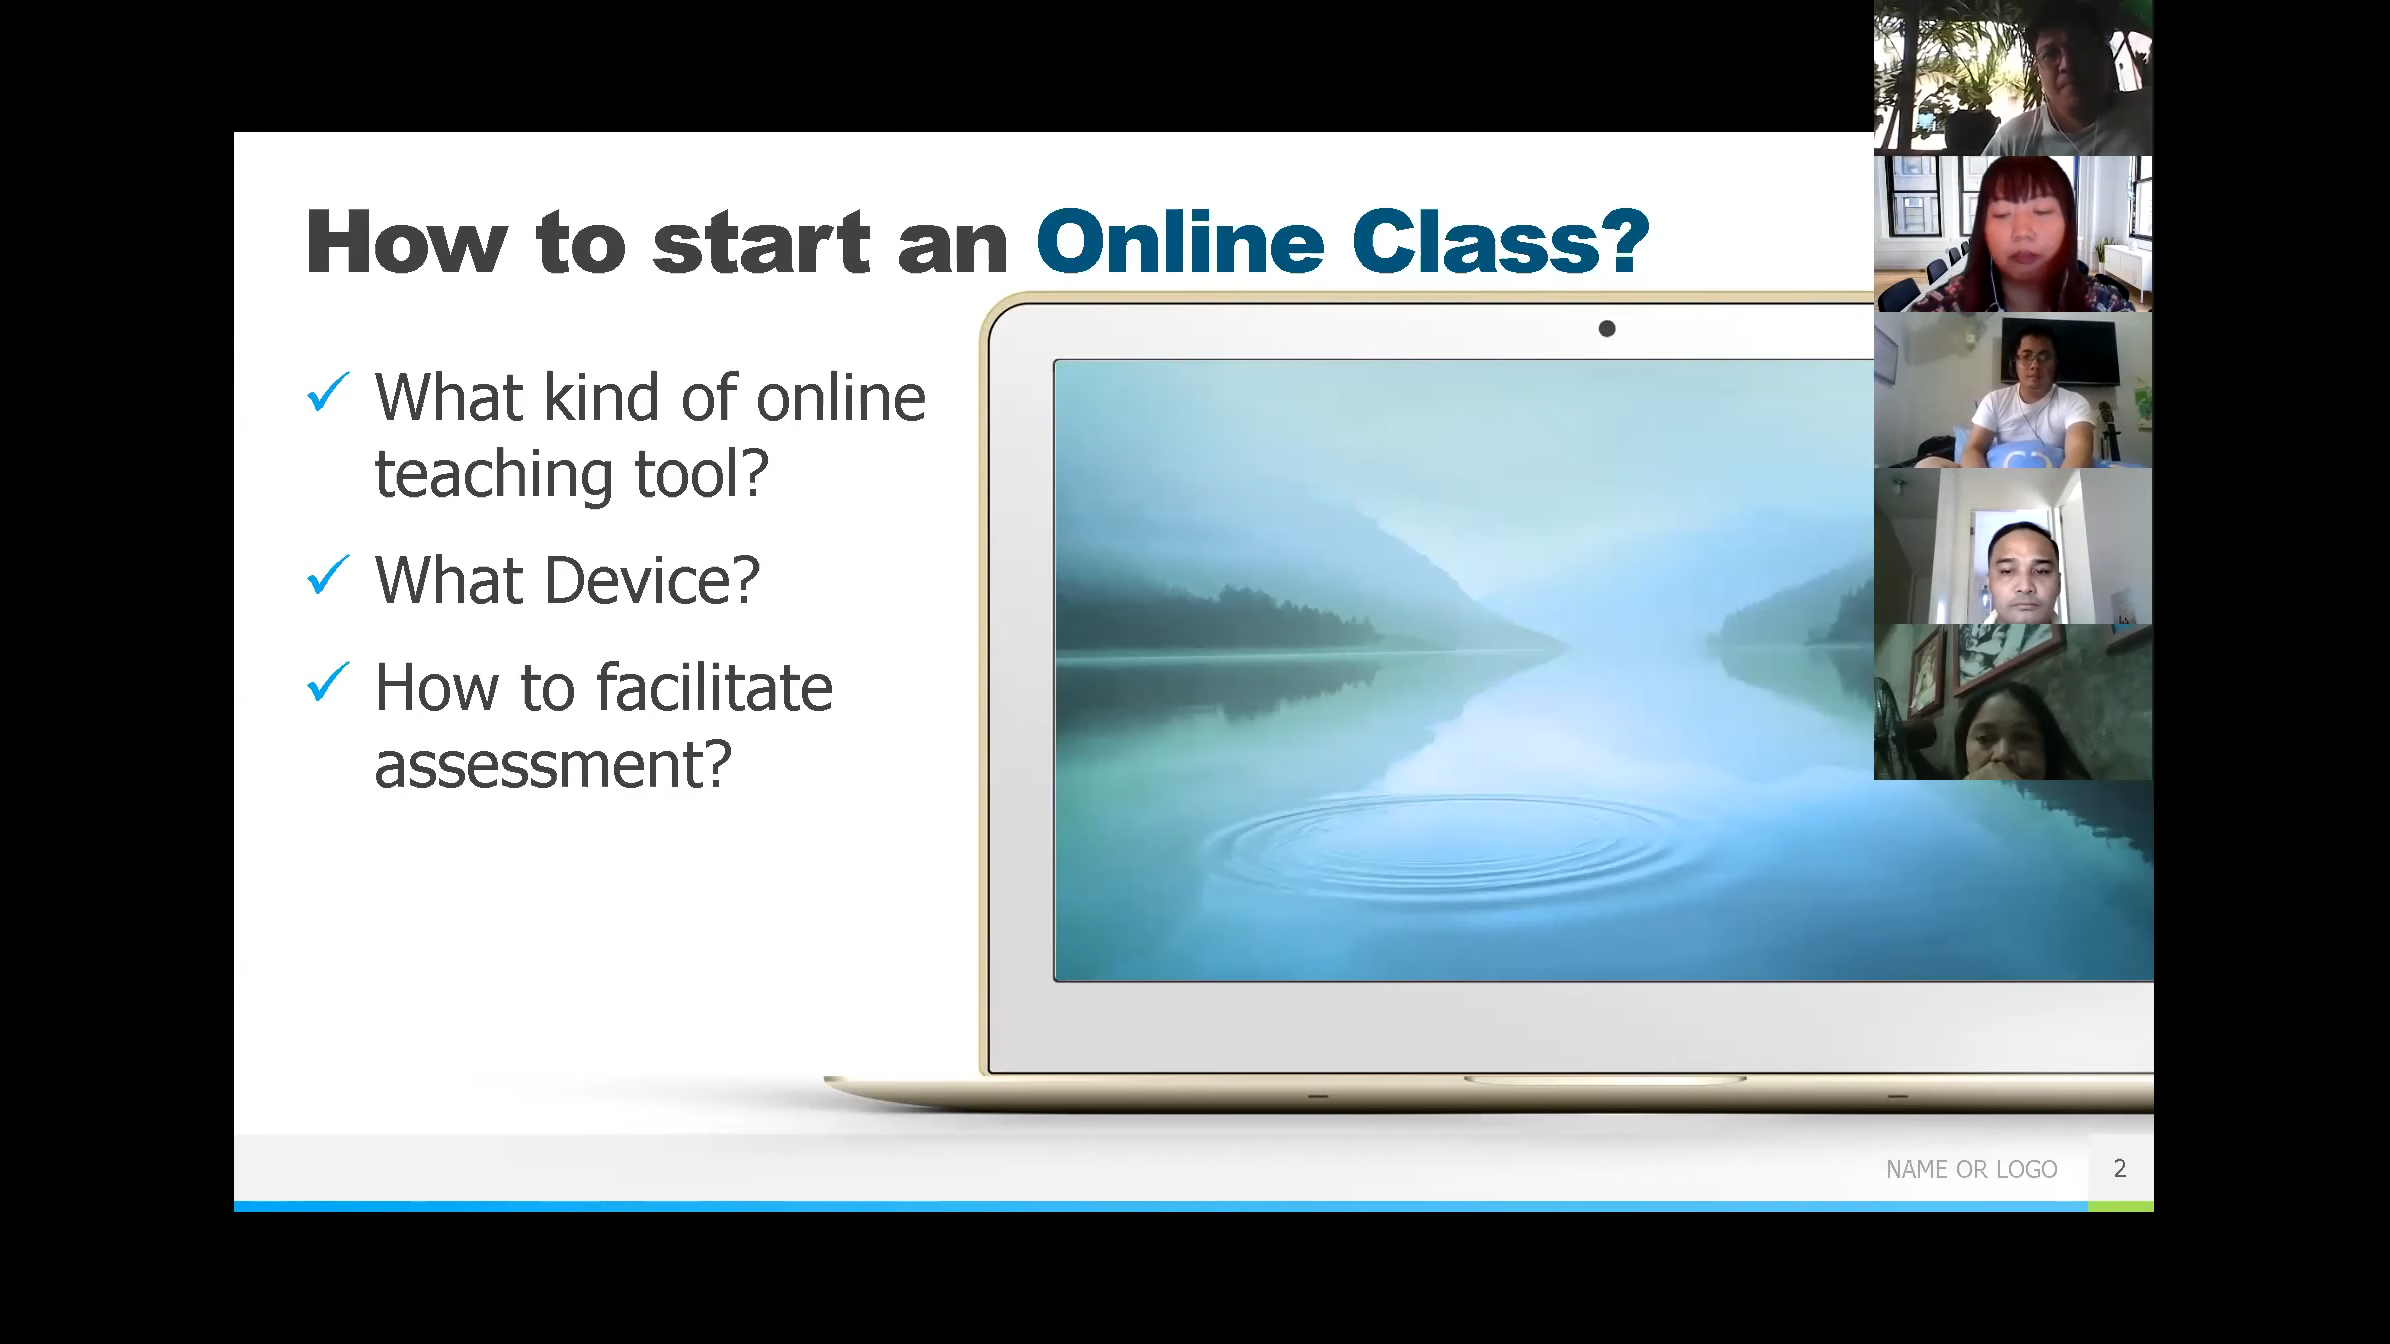 How to start an Online Class?
What kind of online
teaching tool?
What Device?
How to facilitate
assessment?
NAME OR LOGO
2